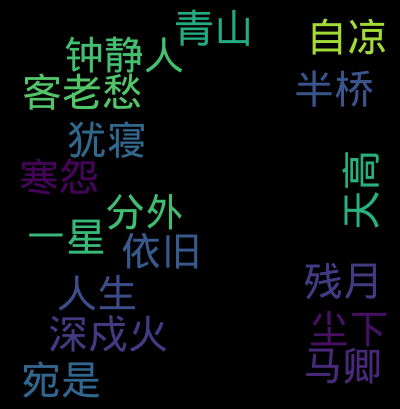 青山
自凉
钟静人
客老愁
半桥
犹寝
寒怨
天高
分外
一星
依旧
人生
残月
深戍火
尘下
马卿
宛是